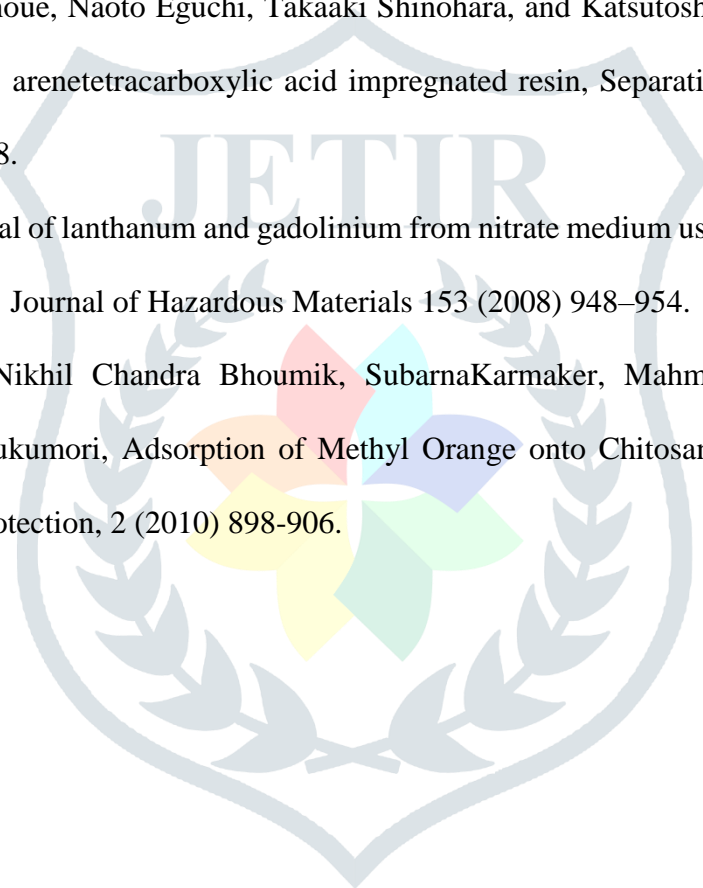 noue, Naoto Eguchi, Takaaki Shinohara, and Katsutosh
arenetetracarboxylic acid impregnated resin, Separati
8.
JETIR
al of lanthanum and gadolinium from nitrate medium us
Journal of Hazardous Materials 153 (2008) 948–954.
Nikhil Chandra Bhoumik, SubarnaKarmaker, Mahm
ukumori, Adsorption of Methyl Orange onto Chitosan
otection, 2 (2010) 898-906.